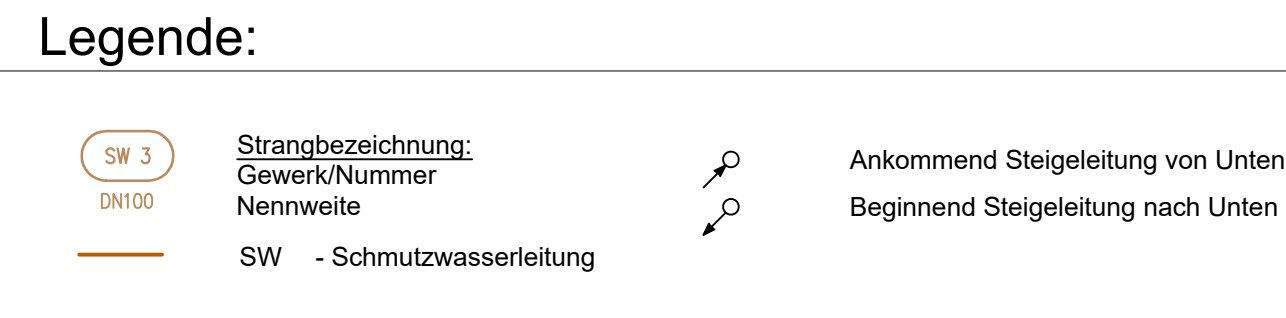 Legende:
SW 3
DN100
Strangbezeichnung:
Gewerk/Nummer
Nennweite
SW - Schmutzwasserleitung
Ankommend Steigeleitung von Unten
Beginnend Steigeleitung nach Unten